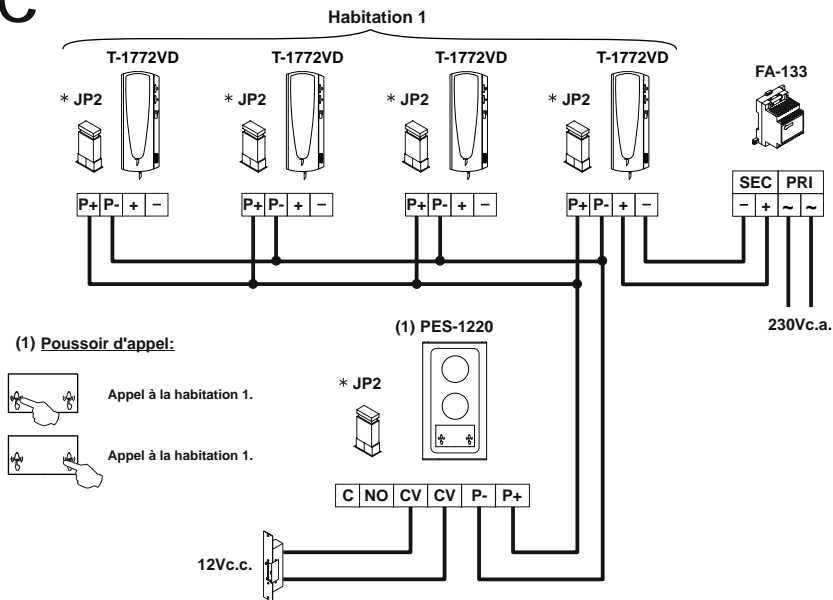 C
Habitation 1
T-1772VD T-1772VD T-1772VD T-1772VD
FA-133
* JP2 * JP2 * JP2 * JP2
SEC PRI
P+ P- + – P+ P- + – P+ P- + – P+ P- + – – + ~ ~
230Vc.a.
(1) PES-1220
(1) Poussoir d'appel:
* JP2
Appel à la habitation 1.
Appel à la habitation 1.
C NO CV CV P- P+
12Vc.c.